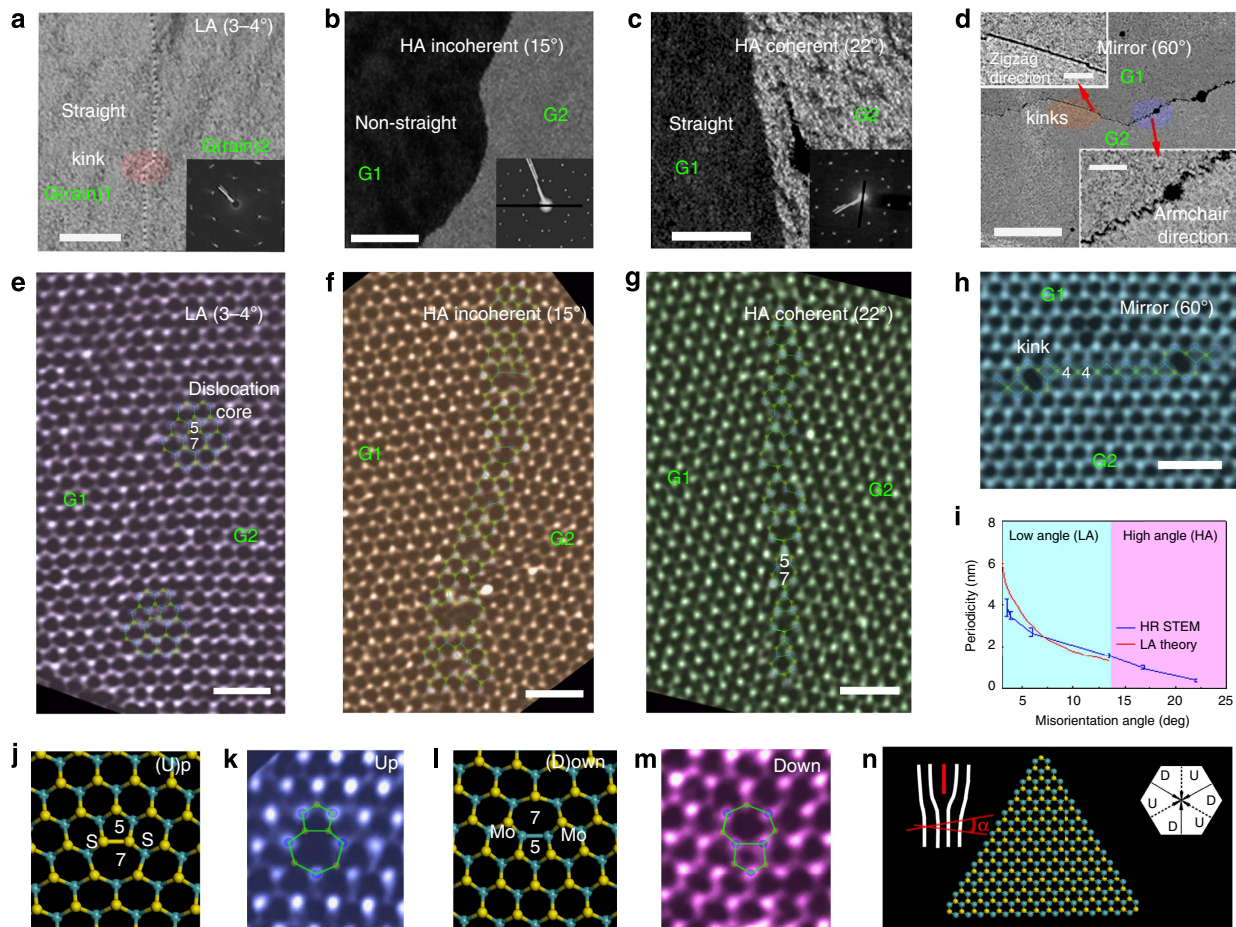 a
LA (3–4°)
Straight
kink
G(rain)2
G(rain)1
b
HA incoherent (15°)
Non-straight
G2
G1
c
HA coherent (22°)
Straight
G2
G1
d
Mirror (60°)
Zigzag
direction
G1
kinks
G2
Armchair
direction
e
LA (3–4°)
Dislocation
core
5
7
G1
G2
f
HA incoherent (15°)
G1
G2
g
HA coherent (22°)
G1
G2
5
7
h
G1
Mirror (60°)
kink
4 4
G2
i
8
6
4
2
0
Periodicity (nm)
Low angle (LA)
High angle (HA)
HR STEM
LA theory
5 10 15 20 25
Misorientation angle (deg)
j
(U)p
5
S S
7
k
Up
l
(D)own
7
Mo Mo
5
m
Down
n
α
D U
U D
D U